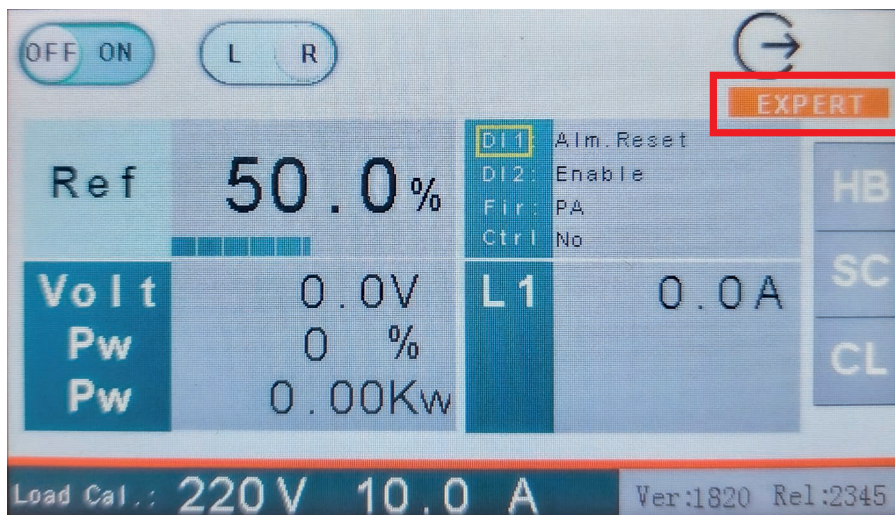 OFF ON
L R
EXPERT
Ref 50.0%
DI1: Alm.Reset
DI2: Enable
Fir: PA
Ctrl No
HB
SC
CL
Volt 0.0V
Pw 0 %
Pw 0.00Kw
L1 0.0A
Load Cal.: 220V 10.0 A
Ver:1820 Rel:2345